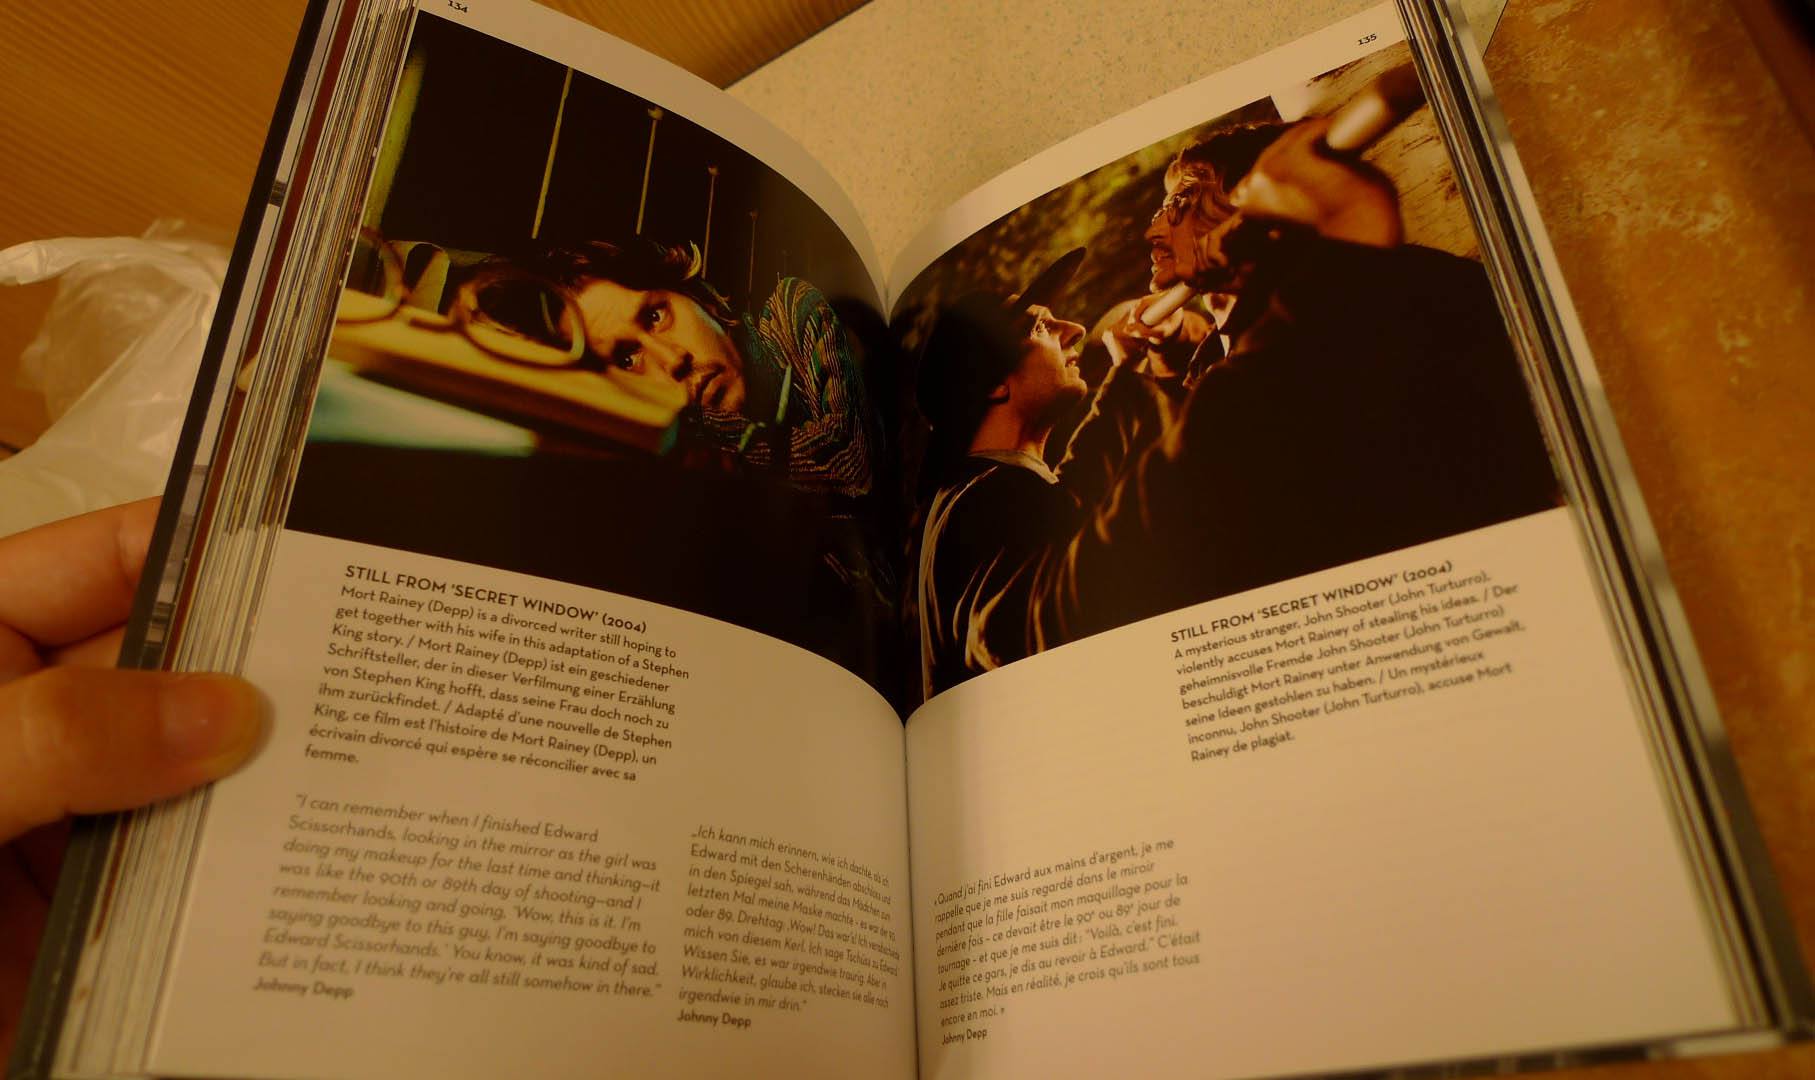 134
STILL FROM 'SECRET WINDOW' (2004)
Mort Rainey (Depp) is a divorced writer still hoping to
get together with his wife in this adaptation of a Stephen
King story. / Mort Rainey (Depp) ist ein geschiedener
Schriftsteller, der in dieser Verfilmung einer Erzählung
von Stephen King hofft, dass seine Frau doch noch zu
ihm zurückfindet. / Adapté d'une nouvelle de Stephen
King, ce film est l'histoire de Mort Rainey (Depp), un
écrivain divorcé qui espère se réconcilier avec sa
femme.
"I can remember when I finished Edward
Scissorhands, looking in the mirror as the girl was
doing my makeup for the last time and thinking—it
was like the 90th or 89th day of shooting—and I
remember looking and going, 'Wow, this is it. I'm
saying goodbye to this guy, I'm saying goodbye to
Edward Scissorhands.' You know, it was kind of sad.
But in fact, I think they're all still somehow in there."
Johnny Depp
„Ich kann mich erinnern, wie ich dachte, als ich
Edward mit den Scherenhänden abschloss und
in den Spiegel sah, während das Mädchen zum
letzten Mal meine Maske machte - es war der 90.
oder 89. Drehtag: ‚Wow! Das war's! Ich verabschiede
mich von diesem Kerl. Ich sage Tschüss zu Edward.'
Wissen Sie, es war irgendwie traurig. Aber in
Wirklichkeit, glaube ich, stecken sie alle noch
irgendwie in mir drin."
Johnny Depp
135
STILL FROM 'SECRET WINDOW' (2004)
A mysterious stranger, John Shooter (John Turturro),
violently accuses Mort Rainey of stealing his ideas. / Der
geheimnisvolle Fremde John Shooter (John Turturro)
beschuldigt Mort Rainey unter Anwendung von Gewalt,
seine Ideen gestohlen zu haben. / Un mystérieux
inconnu, John Shooter (John Turturro), accuse Mort
Rainey de plagiat.
« Quand j'ai fini Edward aux mains d'argent, je me
rappelle que je me suis regardé dans le miroir
pendant que la fille faisait mon maquillage pour la
dernière fois - ce devait être le 90e ou 89e jour de
tournage - et que je me suis dit : "Voilà, c'est fini.
Je quitte ce gars, je dis au revoir à Edward." C'était
assez triste. Mais en réalité, je crois qu'ils sont tous
encore en moi. »
Johnny Depp